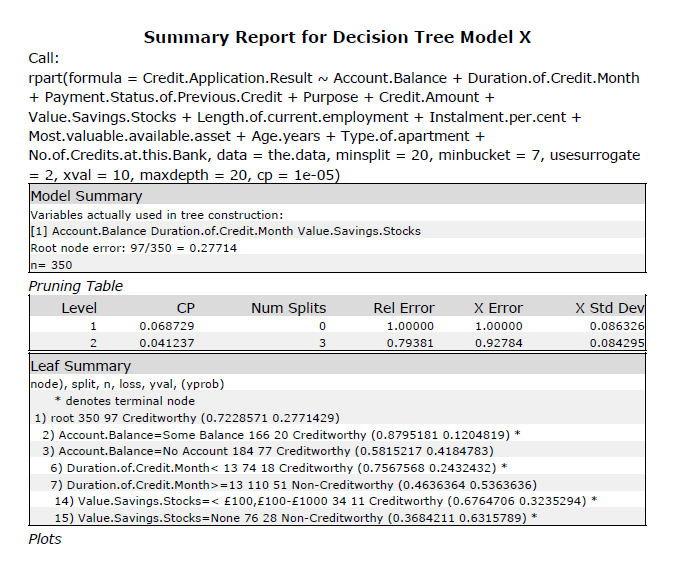 Summary Report for Decision Tree Model X
Call:
rpart(formula = Credit.Application.Result ~ Account.Balance + Duration.of.Credit.Month
+ Payment.Status.of.Previous.Credit + Purpose + Credit.Amount +
Value.Savings.Stocks + Length.of.current.employment + Instalment.per.cent +
Most.valuable.available.asset + Age.years + Type.of.apartment +
No.of.Credits.at.this.Bank, data = the.data, minsplit = 20, minbucket = 7, usesurrogate
= 2, xval = 10, maxdepth = 20, cp = 1e-05)
Model Summary
Variables actually used in tree construction:
[1] Account.Balance Duration.of.Credit.Month Value.Savings.Stocks
Root node error: 97/350 = 0.27714
n= 350
Pruning Table
Level CP Num Splits Rel Error X Error X Std Dev
1 0.068729 0 1.00000 1.00000 0.086326
2 0.041237 3 0.79381 0.92784 0.084295
Leaf Summary
node), split, n, loss, yval, (yprob)
* denotes terminal node
1) root 350 97 Creditworthy (0.7228571 0.2771429)
2) Account.Balance=Some Balance 166 20 Creditworthy (0.8795181 0.1204819) *
3) Account.Balance=No Account 184 77 Creditworthy (0.5815217 0.4184783)
6) Duration.of.Credit.Month< 13 74 18 Creditworthy (0.7567568 0.2432432) *
7) Duration.of.Credit.Month>=13 110 51 Non-Creditworthy (0.4636364 0.5363636)
14) Value.Savings.Stocks=< £100,£100-£1000 34 11 Creditworthy (0.6764706 0.3235294) *
15) Value.Savings.Stocks=None 76 28 Non-Creditworthy (0.3684211 0.6315789) *
Plots